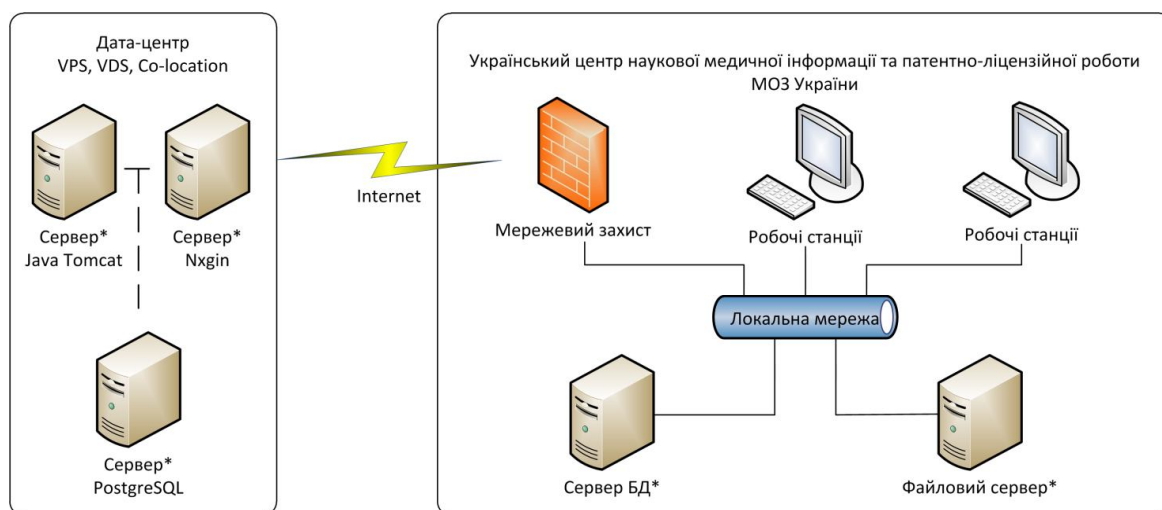 Дата-центр
VPS, VDS, Co-location
Сервер*
Java Tomcat
Сервер*
Nxgin
Сервер*
PostgreSQL
Internet
Український центр наукової медичної інформації та патентно-ліцензійної роботи
МОЗ України
Мережевий захист
Робочі станції
Робочі станції
Локальна мережа
Сервер БД*
Файловий сервер*